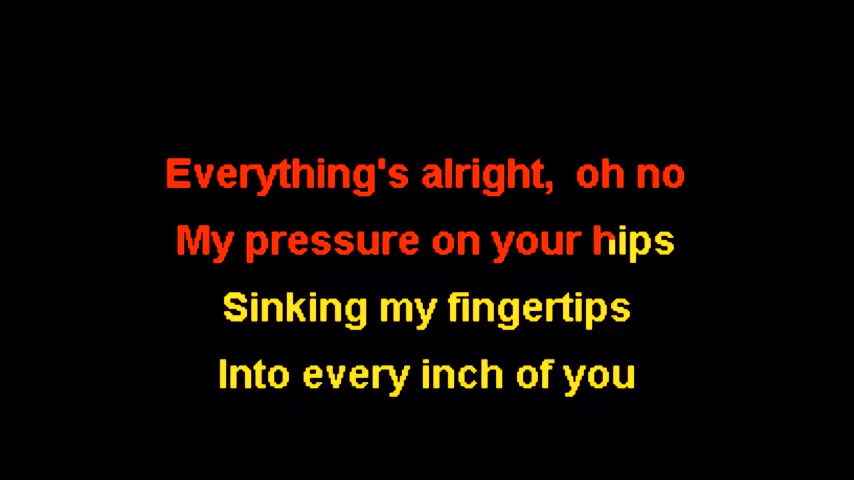 Everything's alright,  oh no
My pressure on your hips
Sinking my fingertips
Into every inch of you